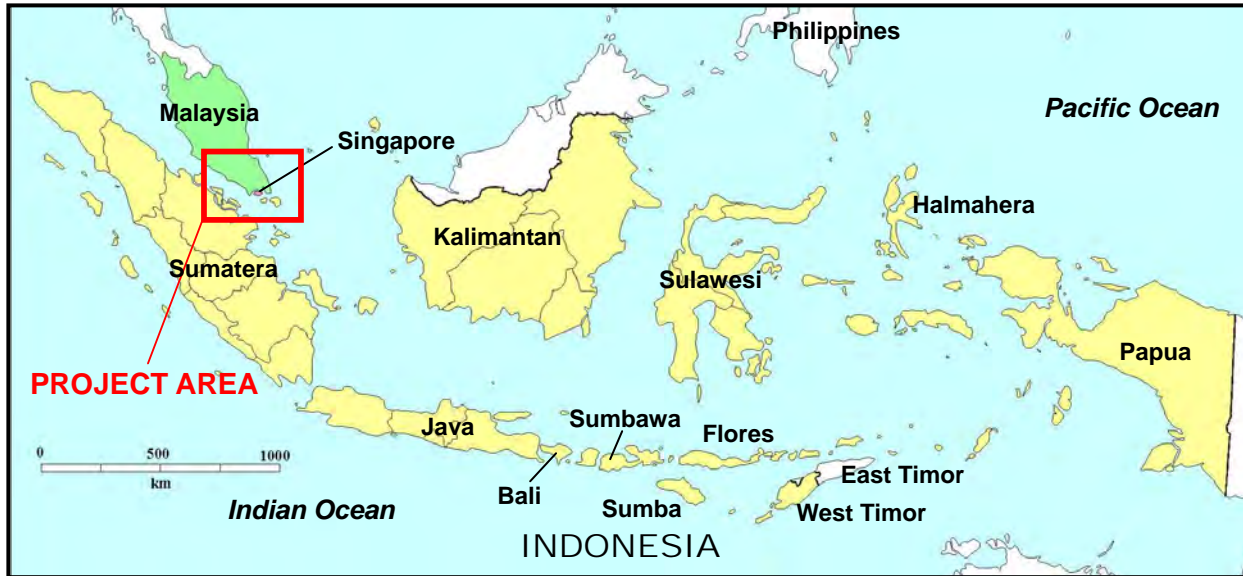 Philippines
Malaysia
Pacific Ocean
Singapore
Halmahera
Kalimantan
Sumatera
Sulawesi
Papua
PROJECT AREA
Sumbawa
Java
Flores
0 500 1000
km
East Timor
Bali
Indian Ocean
Sumba
West Timor
INDONESIA